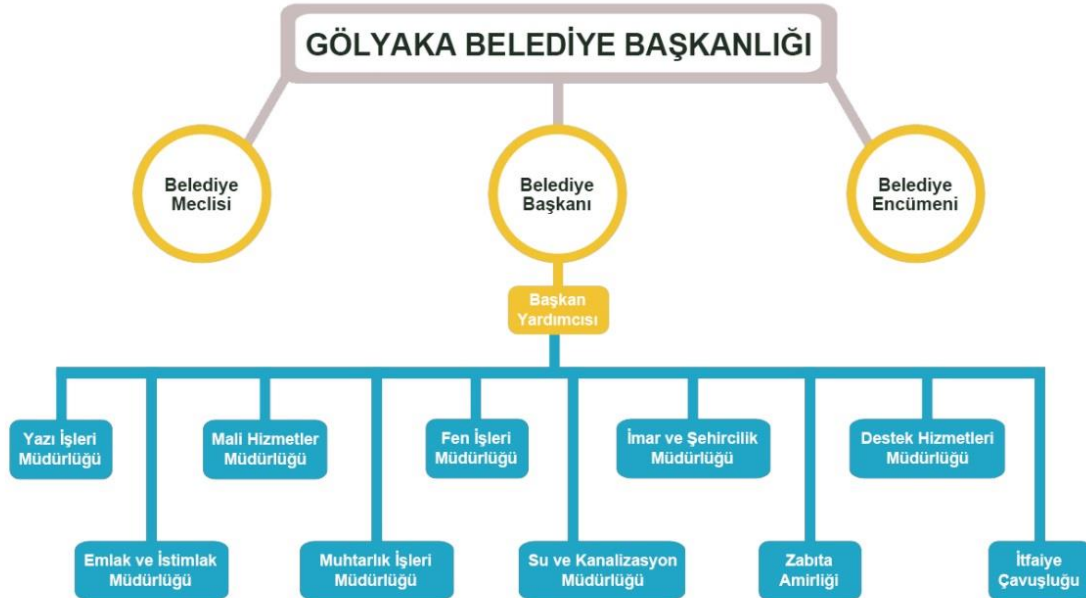 GÖLYAKA BELEDİYE BAŞKANLIĞI
Belediye
Meclisi
Belediye
Başkanı
Belediye
Encümeni
Başkan
Yardımcısı
Yazı İşleri
Müdürlüğü
Mali Hizmetler
Müdürlüğü
Fen İşleri
Müdürlüğü
İmar ve Şehircilik
Müdürlüğü
Destek Hizmetleri
Müdürlüğü
Emlak ve İstimlak
Müdürlüğü
Muhtarlık İşleri
Müdürlüğü
Su ve Kanalizasyon
Müdürlüğü
Zabıta
Amirliği
İtfaiye
Çavuşluğu